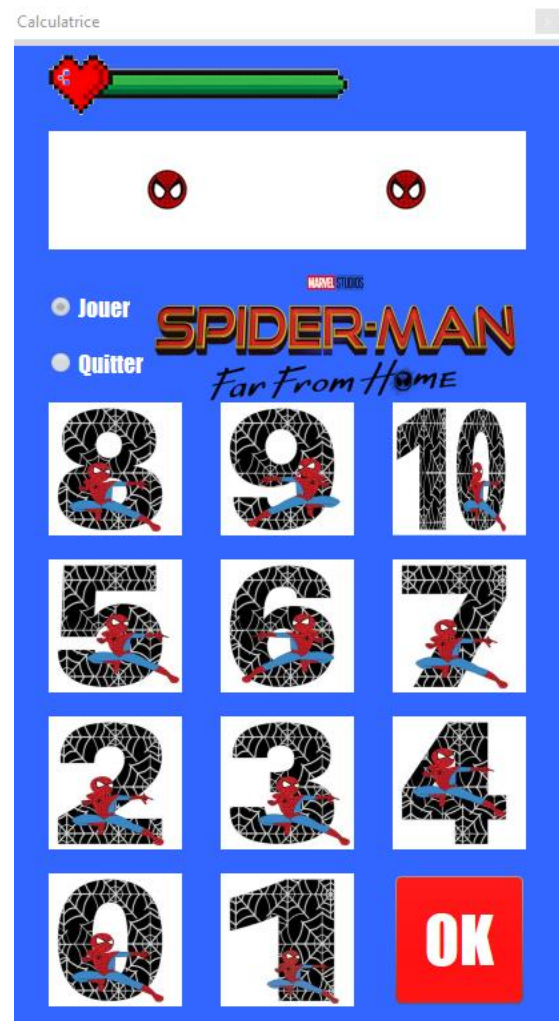 Calculatrice
MARVEL STUDIOS
Jouer
SPIDER-MAN
Quitter
Far From Home
8 9 10
5 6 7
2 3 4
0 1 OK